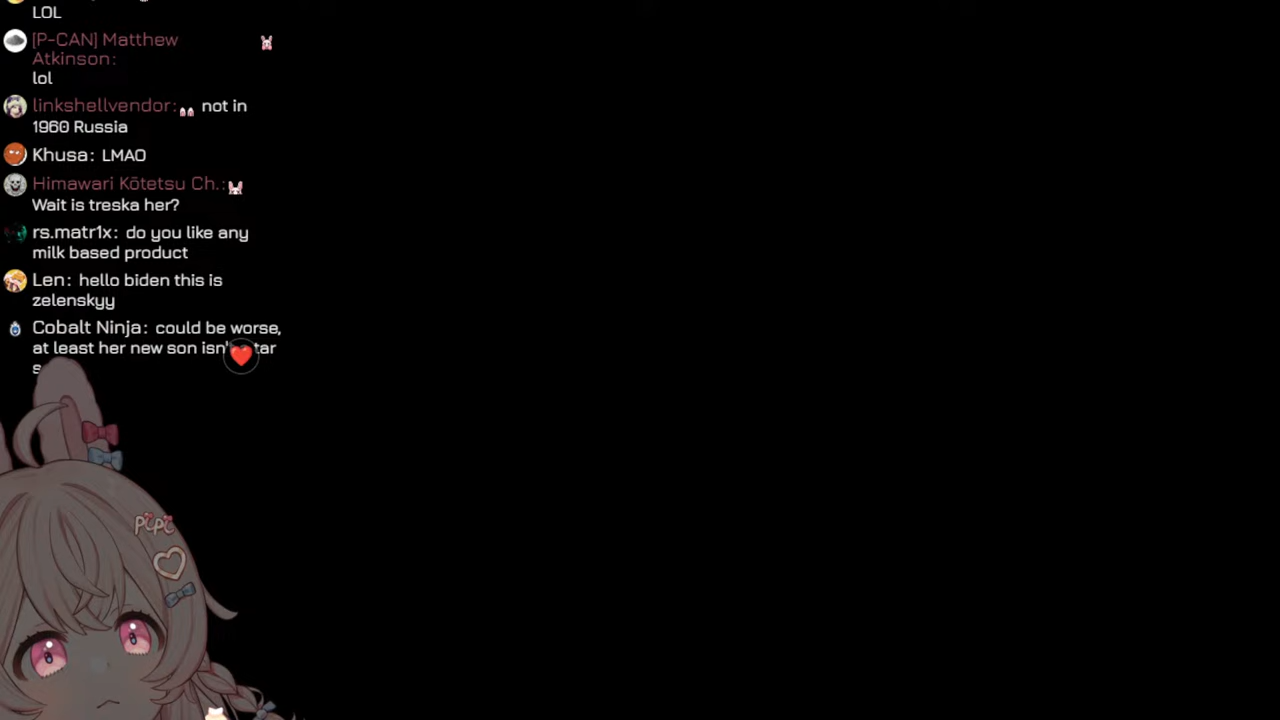 LOL
[P-CAN] Matthew
Atkinson:
lol
linkshellvendor: not in
1960 Russia
Khusa: LMAO
Himawari Kōtetsu Ch.:
Wait is treska her?
rs.matr1x: do you like any
milk based product
Len: hello biden this is
zelenskyy
Cobalt Ninja: could be worse,
at least her new son isn't
PiPi